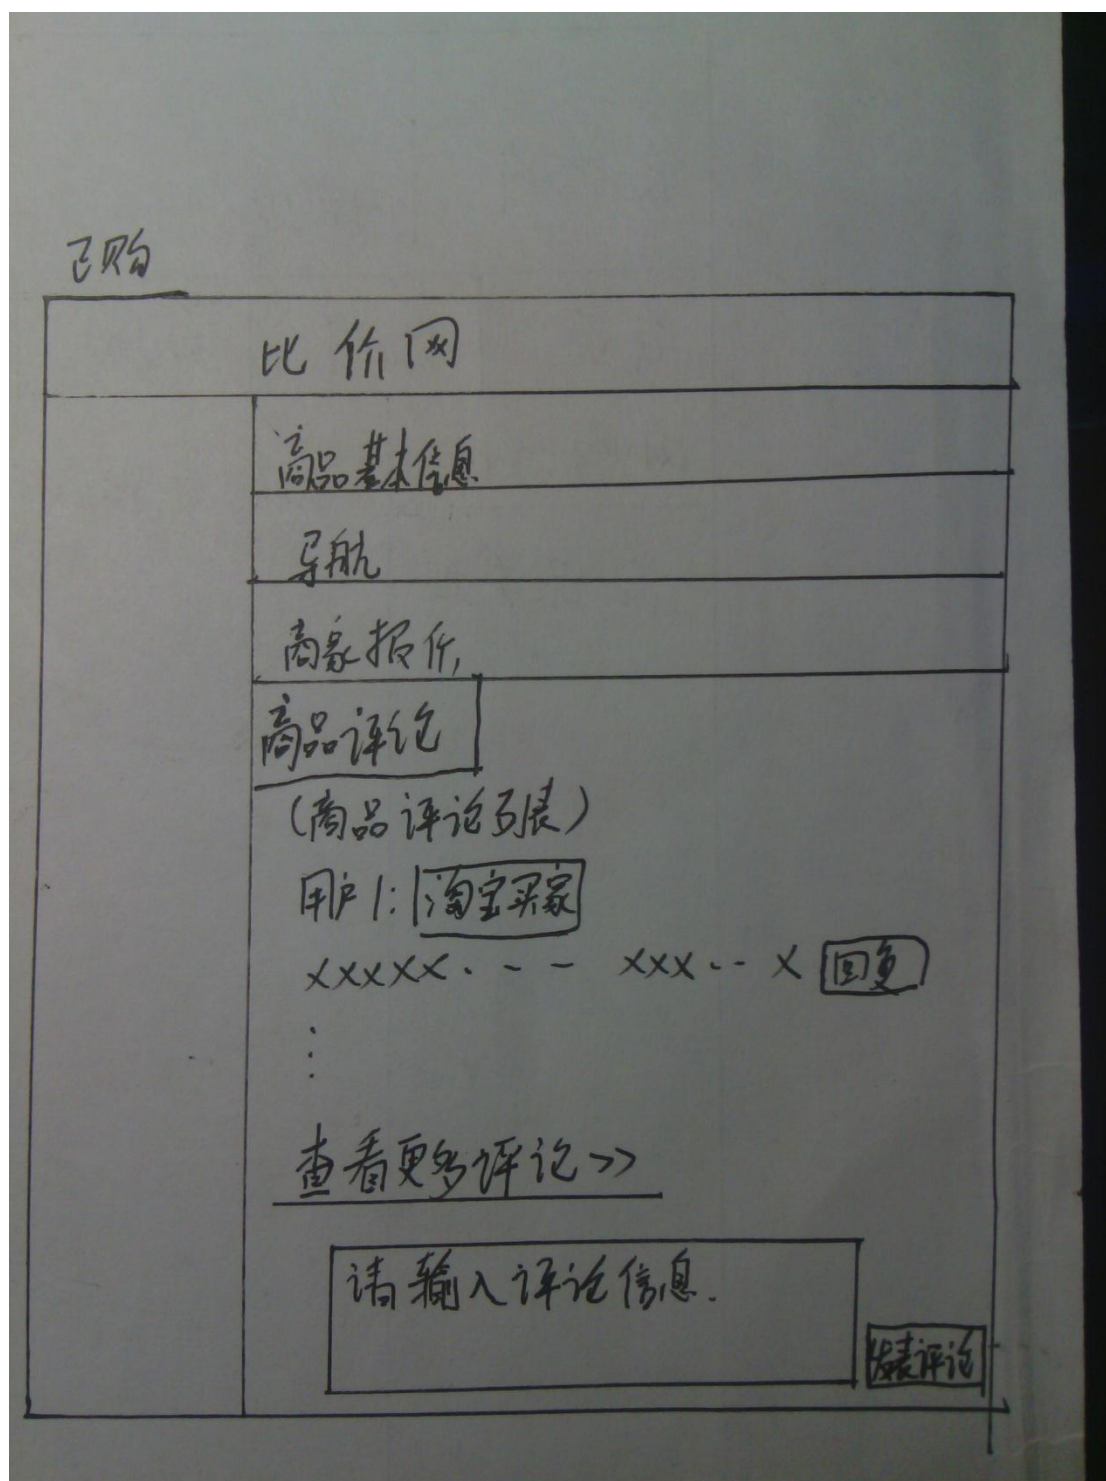 已购
比价网
商品基本信息
导航
商家报价
商品评论
(商品评论列表)
用户1: 淘宝买家
xxxxx. - - xxx.. x 回复
⋮
查看更多评论>>
请输入评论信息.
发表评论